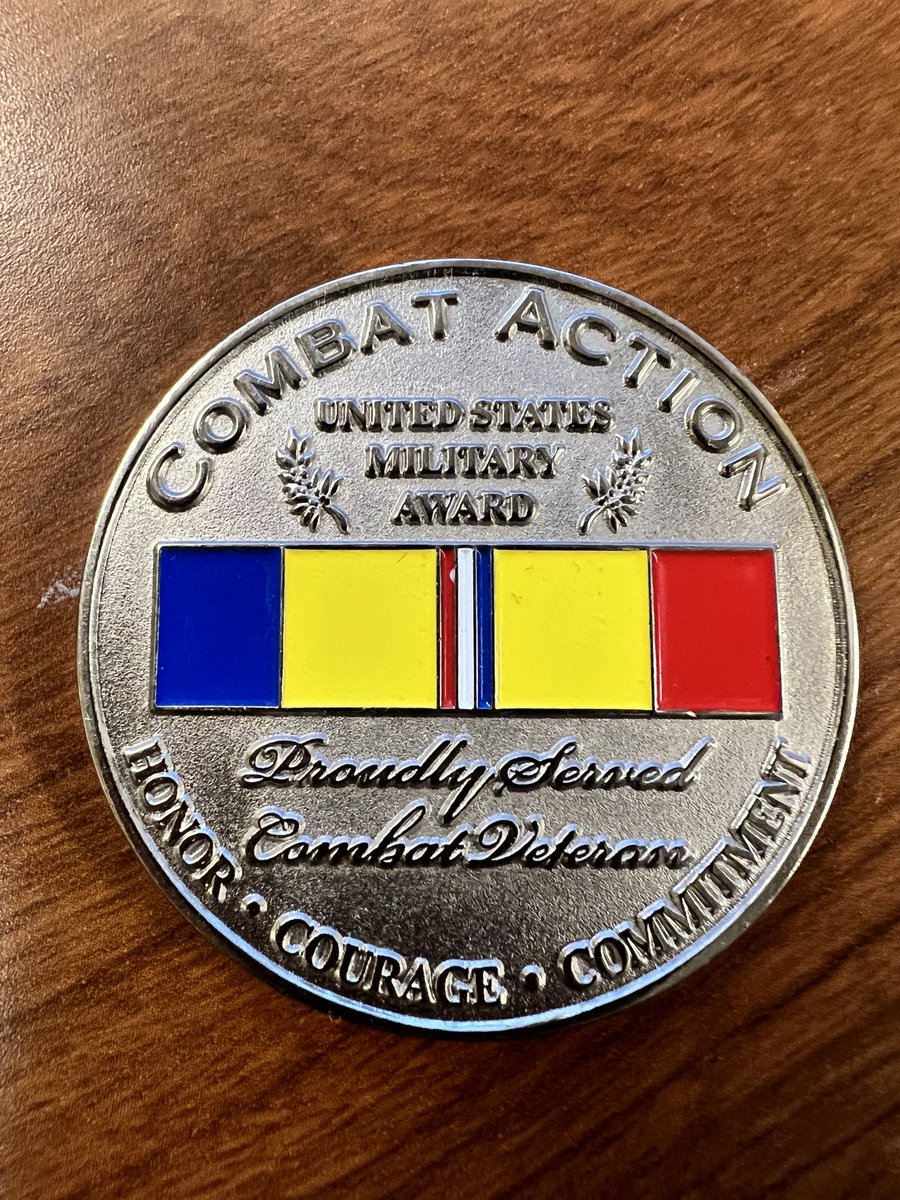 COMBAT ACTION
UNITED STATES
MILITARY
AWARD
Proudly Served
Combat Veteran
HONOR · COURAGE · COMMITMENT